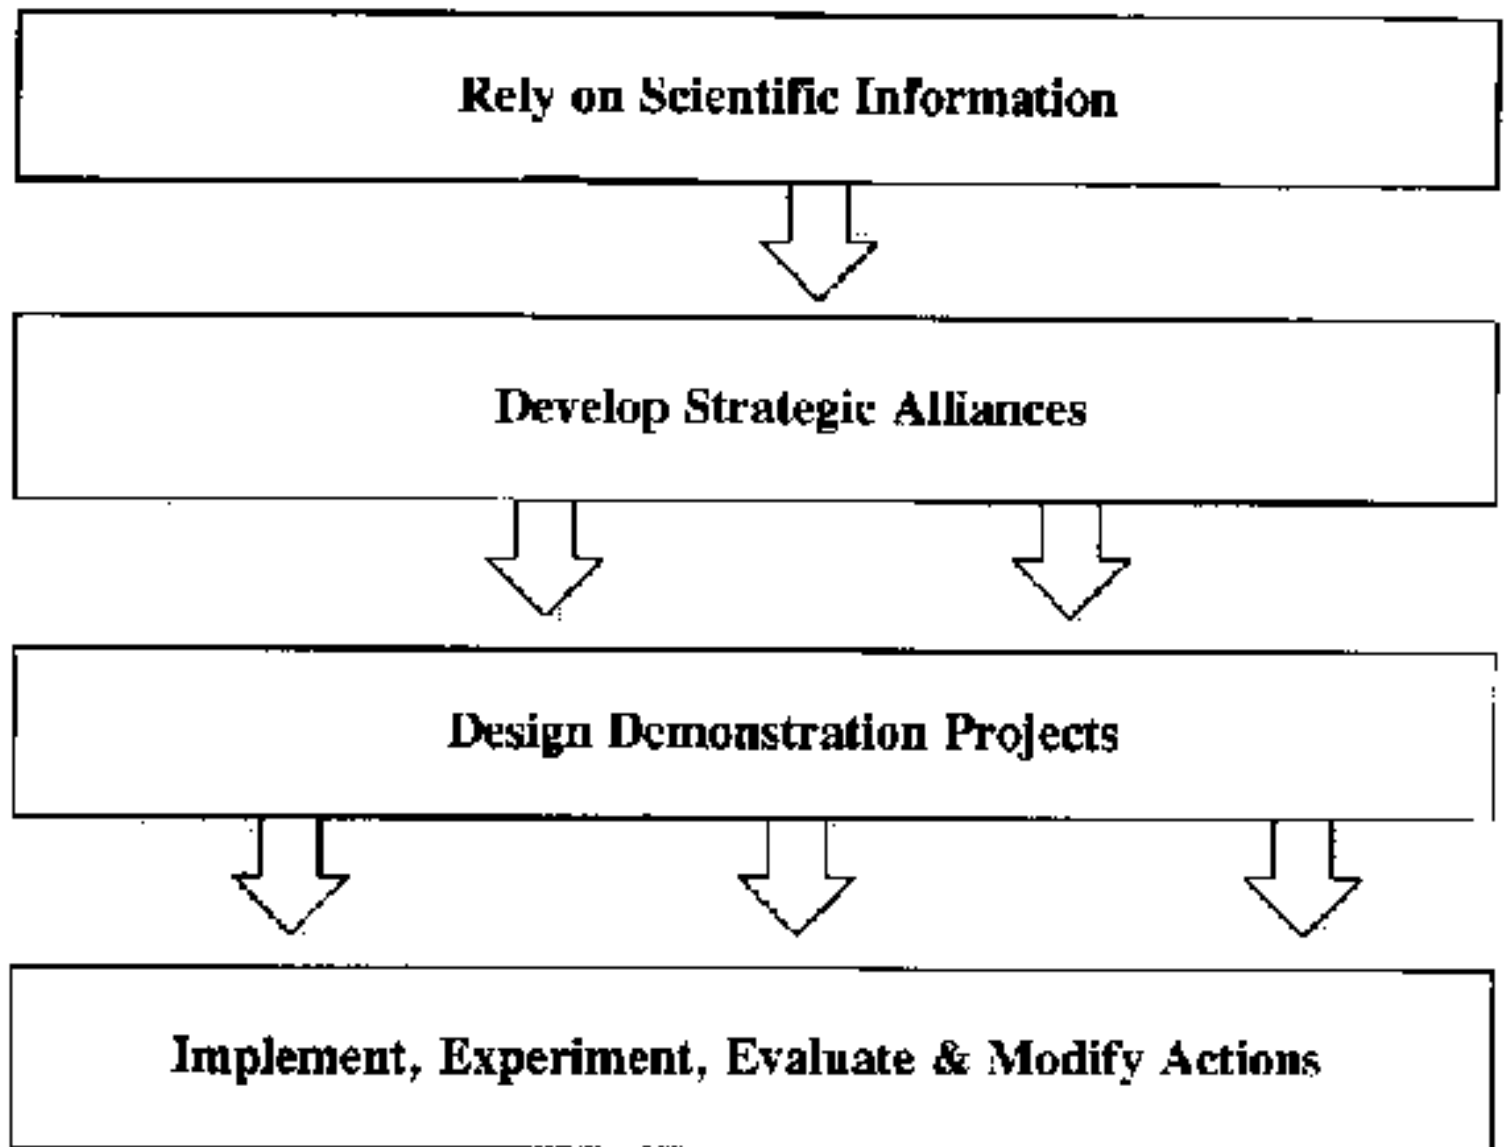 Rely on Scientific Information
Develop Strategic Alliances
Design Demonstration Projects
Implement, Experiment, Evaluate & Modify Actions